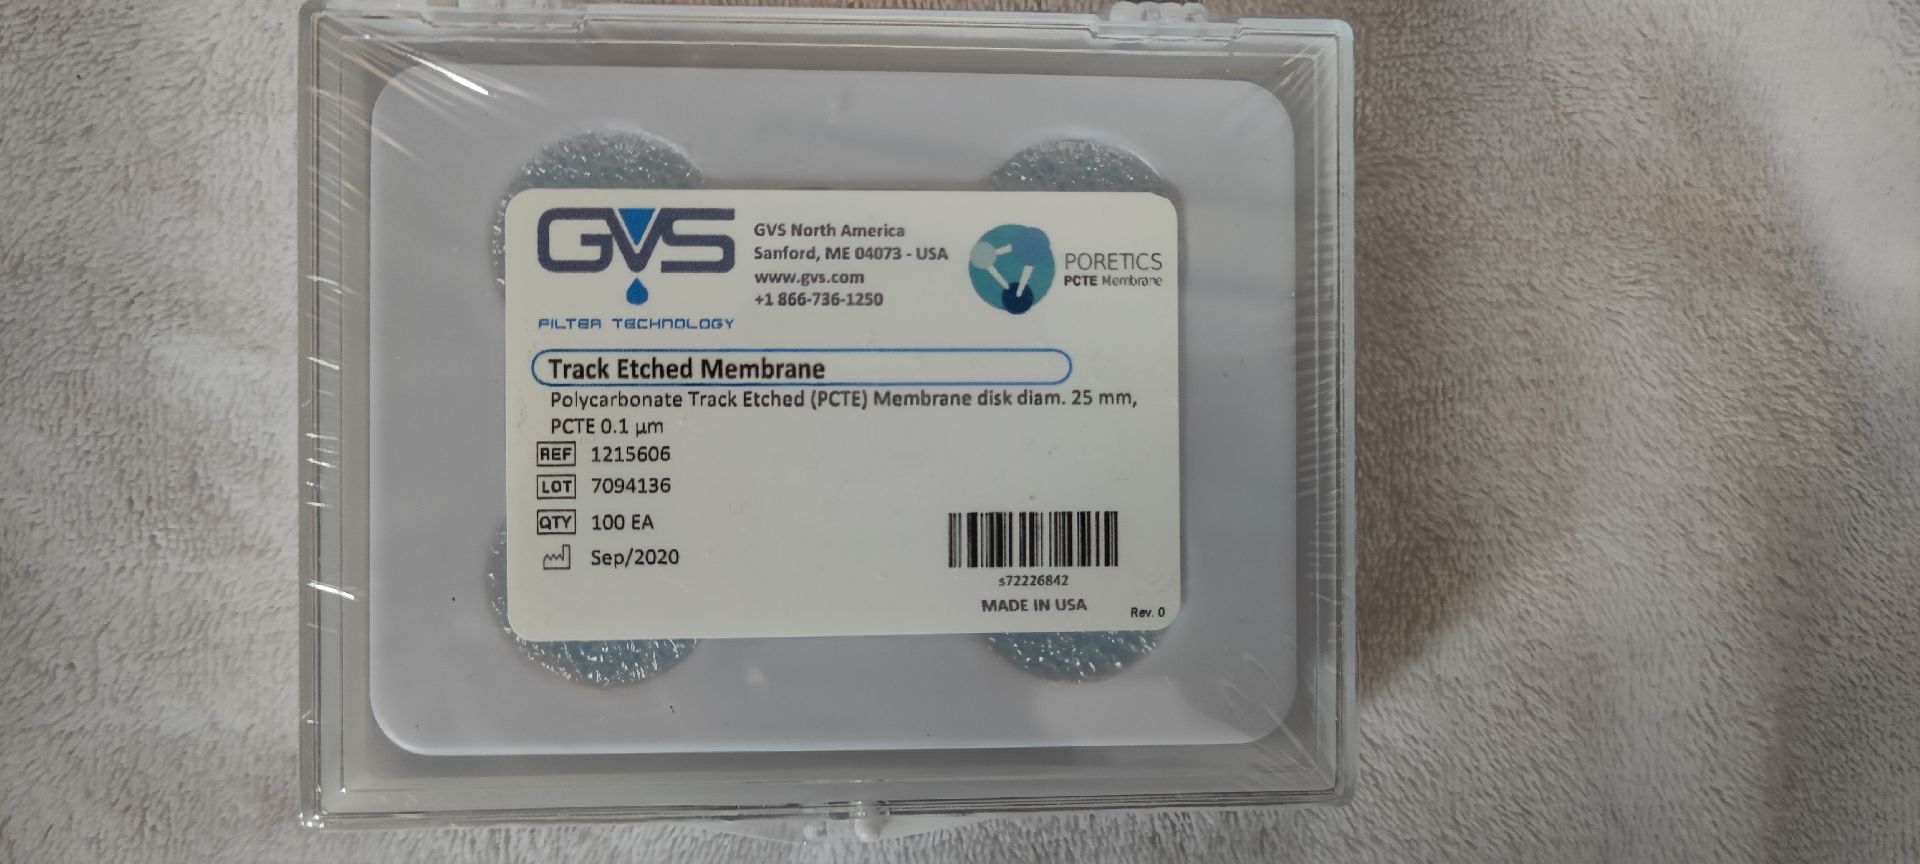 GVS
FILTER TECHNOLOGY
GVS North America
Sanford, ME 04073 - USA
www.gvs.com
+1 866-736-1250
PORETICS
PCTE Membrane
Track Etched Membrane
Polycarbonate Track Etched (PCTE) Membrane disk diam. 25 mm,
PCTE 0.1 µm
REF 1215606
LOT 7094136
QTY 100 EA
Sep/2020
s72226842
MADE IN USA
Rev. 0